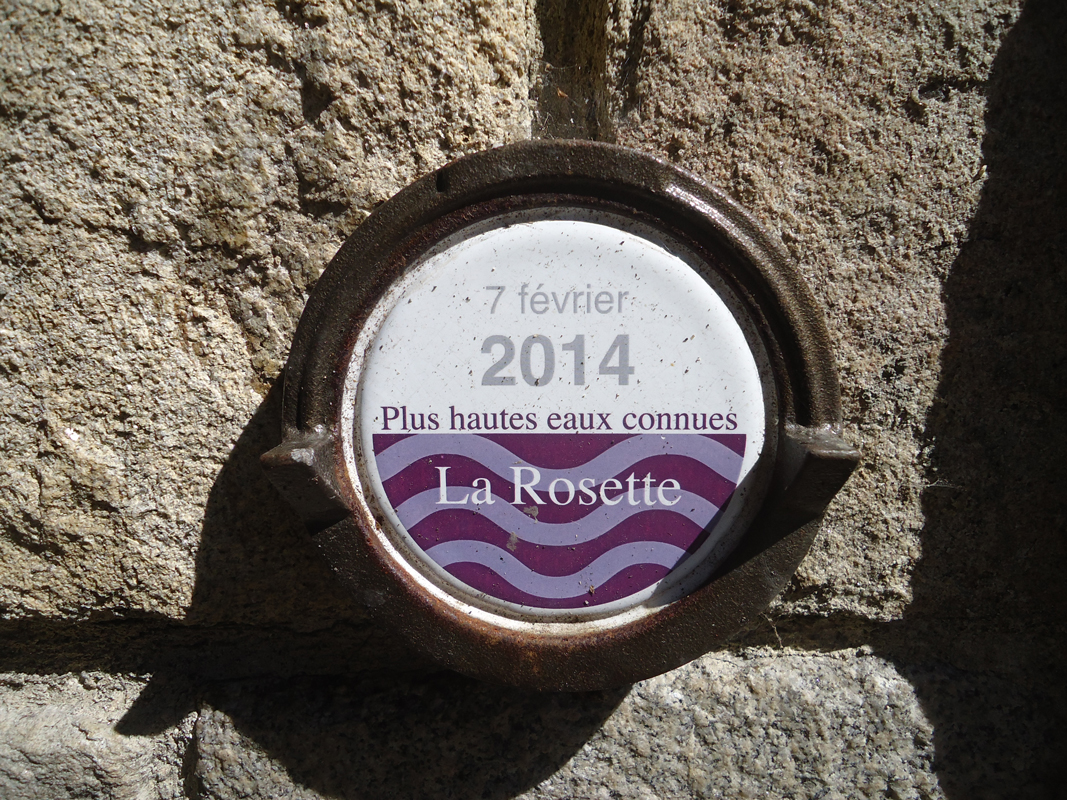 7 février
2014
Plus hautes eaux connues
La Rosette